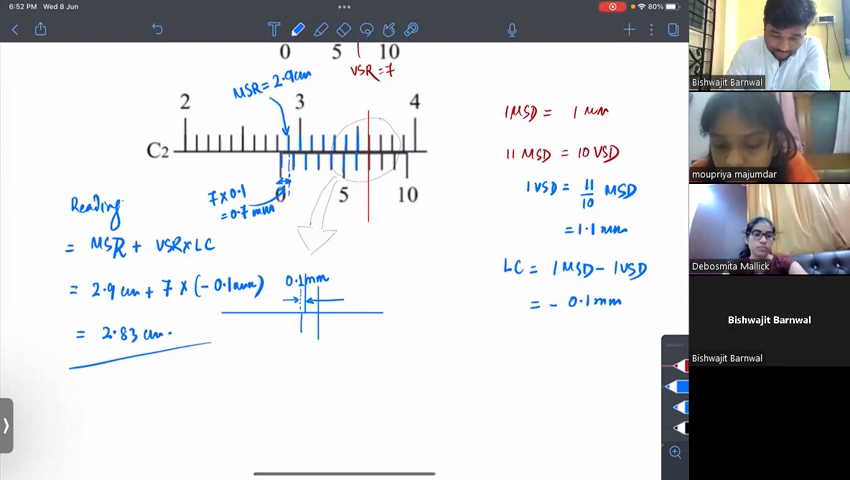 6:52 PM Wed 8 Jun
80%
T
0 5 10
VSR = 7
MSR = 2.9cm
2 3 4
C2
0 5 10
7 x 0.1
= 0.7 mm
Reading
= MSR + VSR x LC
= 2.9 cm + 7 x (- 0.1mm)
= 2.83 cm.
0.1mm
1MSD = 1 mm
11 MSD = 10 VSD
1 VSD = 11/10 MSD
= 1.1 mm
LC = 1 MSD - 1 VSD
= - 0.1 mm
Bishwajit Barnwal
moupriya majumdar
Debosmita Mallick
Bishwajit Barnwal
Bishwajit Barnwal